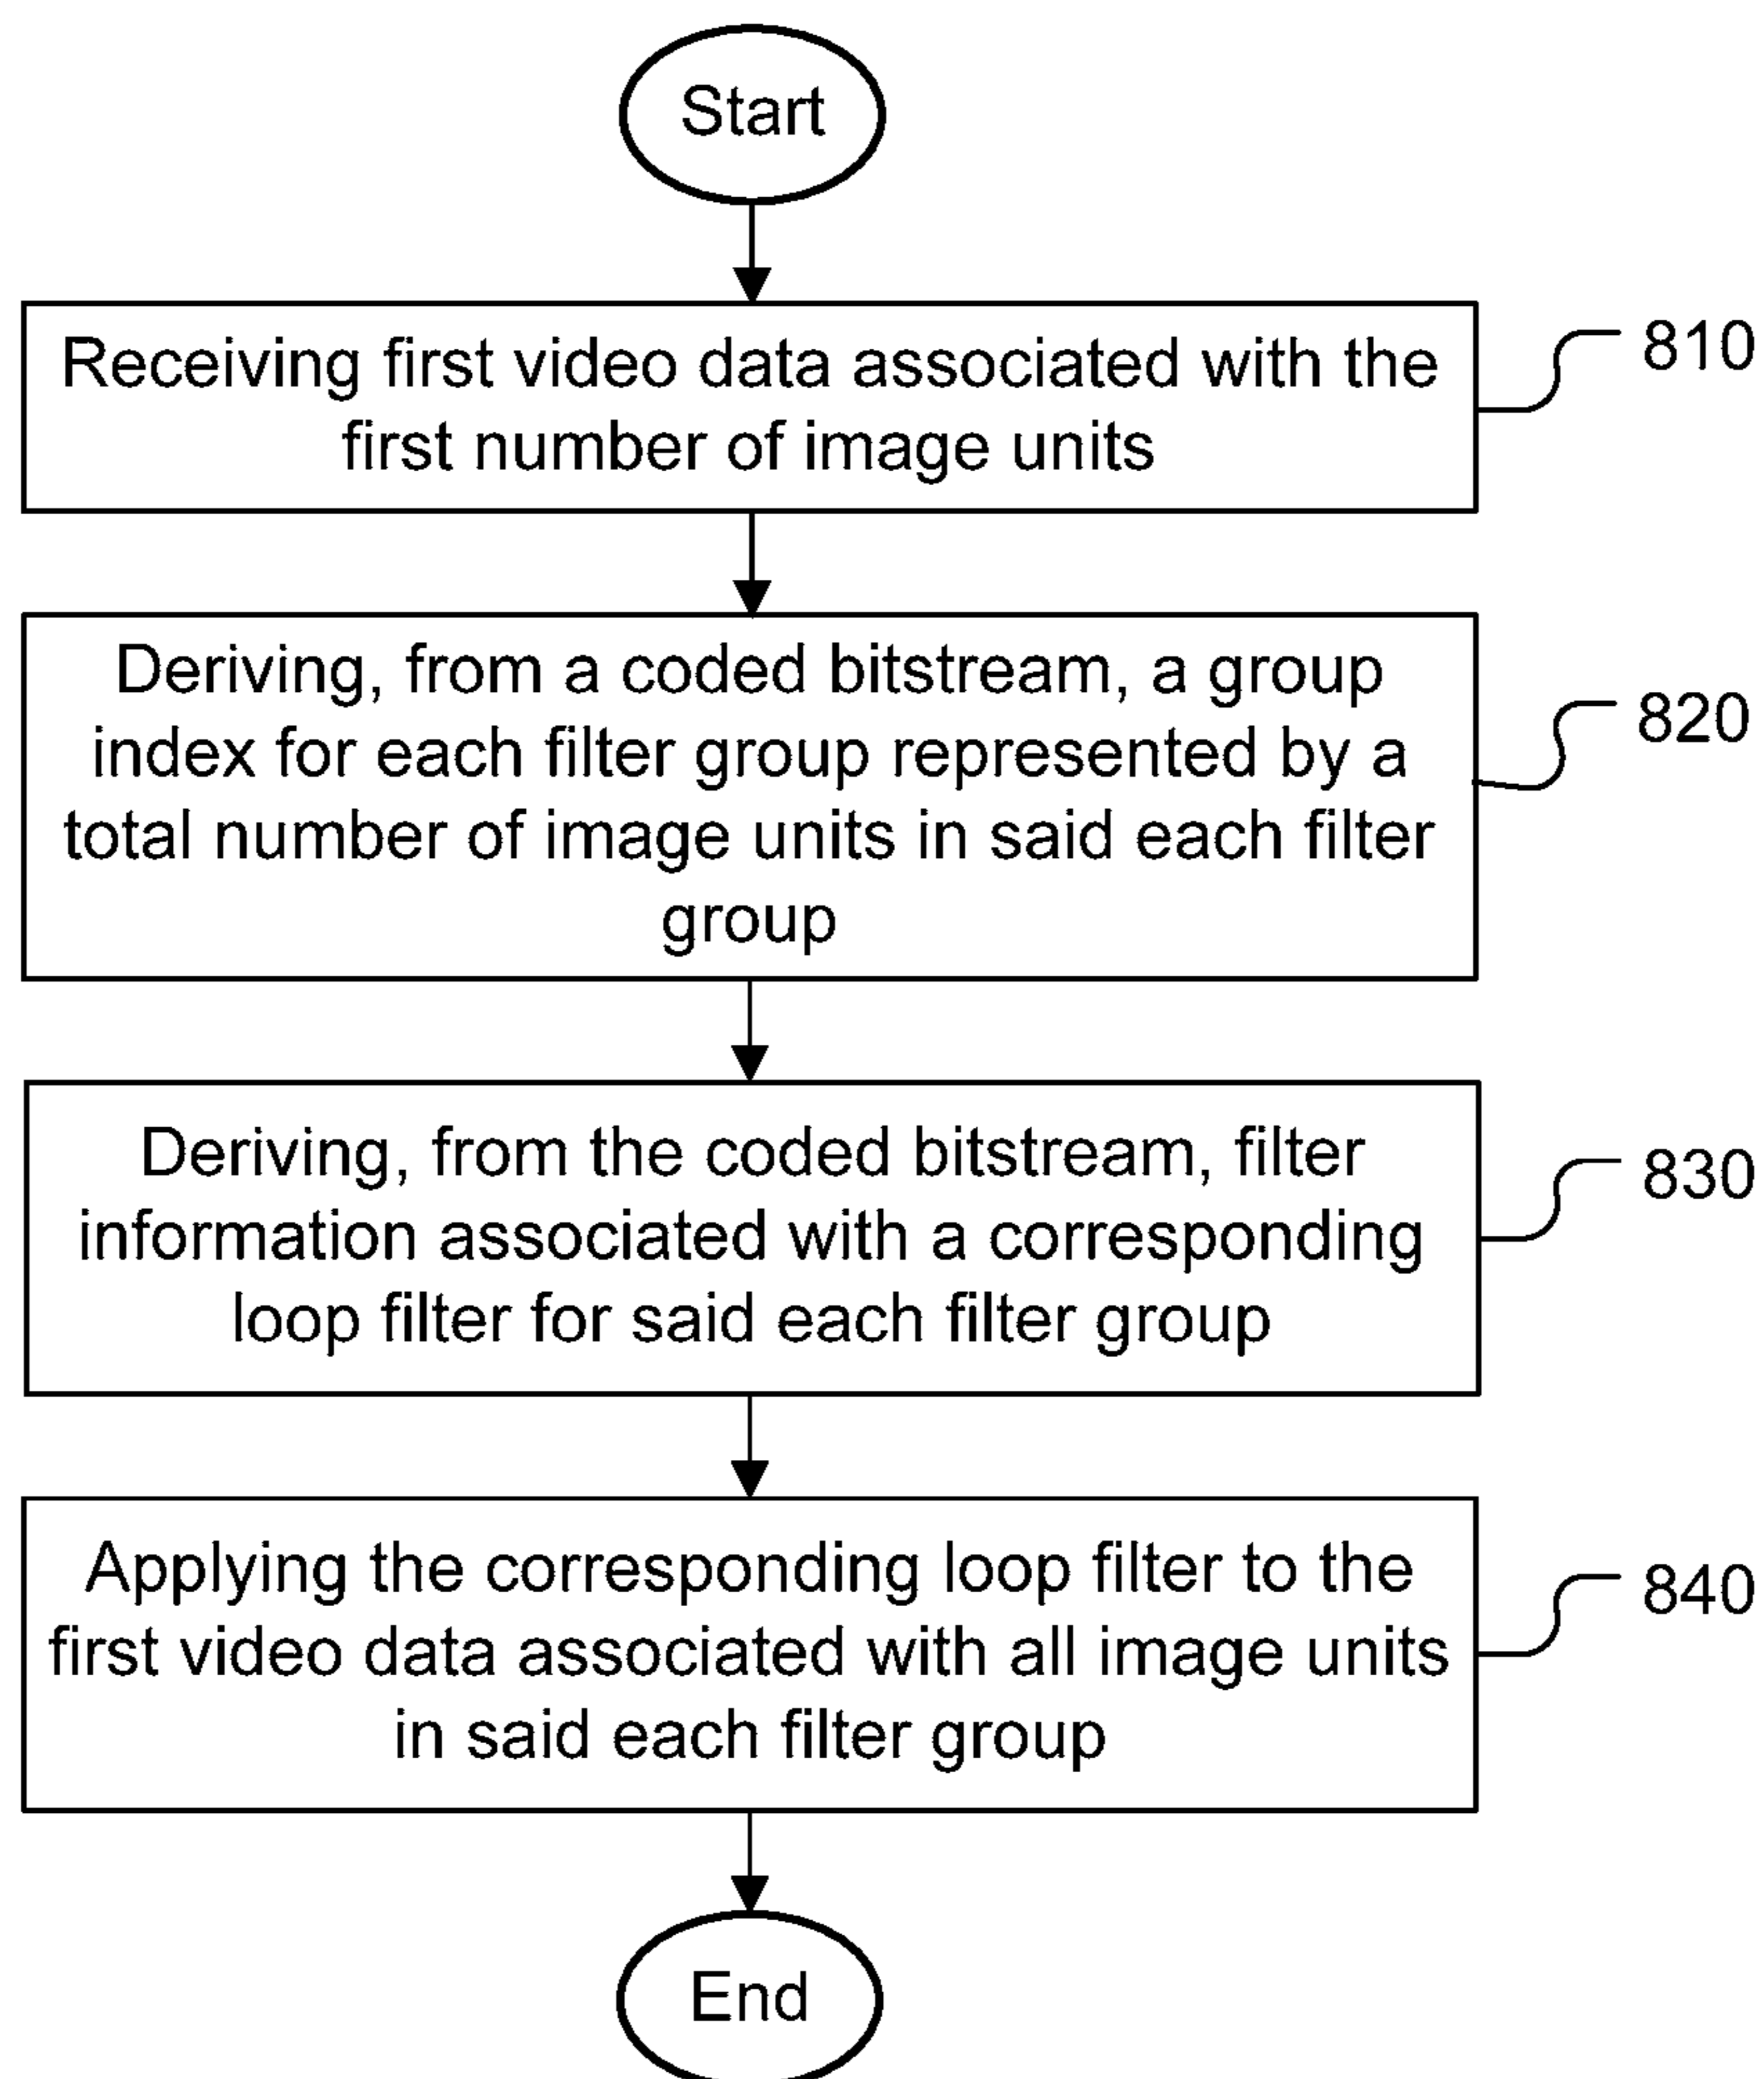 Start
Receiving first video data associated with the
first number of image units
810
Deriving, from a coded bitstream, a group
index for each filter group represented by a
total number of image units in said each filter
group
820
Deriving, from the coded bitstream, filter
information associated with a corresponding
loop filter for said each filter group
830
Applying the corresponding loop filter to the
first video data associated with all image units
in said each filter group
840
End